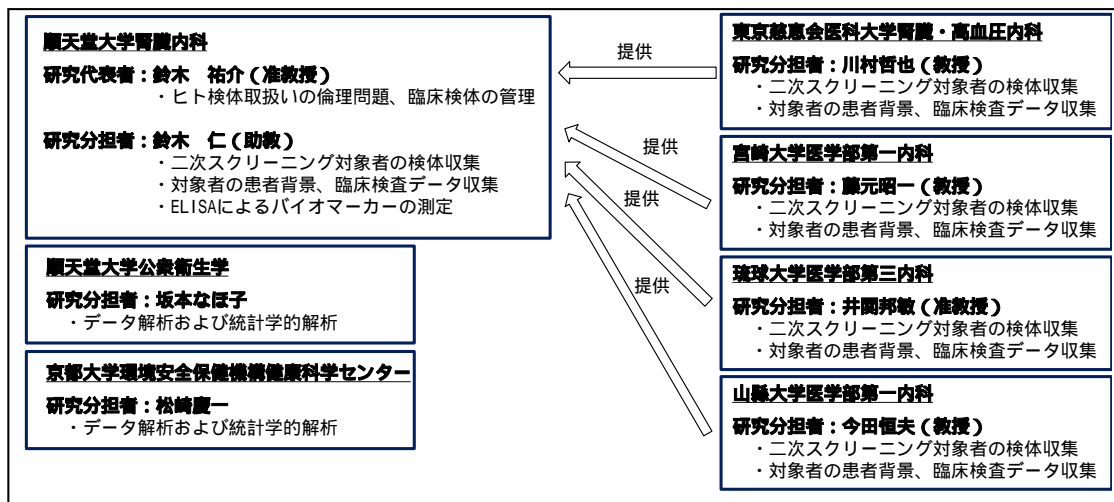 順天堂大学腎臓内科
研究代表者：鈴木　祐介（准教授）
・ヒト検体取扱いの倫理問題、臨床検体の管理
研究分担者：鈴木　仁（助教）
・二次スクリーニング対象者の検体収集
・対象者の患者背景、臨床検査データ収集
・ELISAによるバイオマーカーの測定
順天堂大学公衆衛生学
研究分担者：坂本なほ子
・データ解析および統計学的解析
京都大学環境安全保健機構健康科学センター
研究分担者：松崎慶一
・データ解析および統計学的解析
提供
提供
提供
提供
東京慈恵会医科大学腎臓・高血圧内科
研究分担者：川村哲也（教授）
・二次スクリーニング対象者の検体収集
・対象者の患者背景、臨床検査データ収集
宮崎大学医学部第一内科
研究分担者：藤元昭一（教授）
・二次スクリーニング対象者の検体収集
・対象者の患者背景、臨床検査データ収集
琉球大学医学部第三内科
研究分担者：井関邦敏（准教授）
・二次スクリーニング対象者の検体収集
・対象者の患者背景、臨床検査データ収集
山縣大学医学部第一内科
研究分担者：今田恒夫（教授）
・二次スクリーニング対象者の検体収集
・対象者の患者背景、臨床検査データ収集